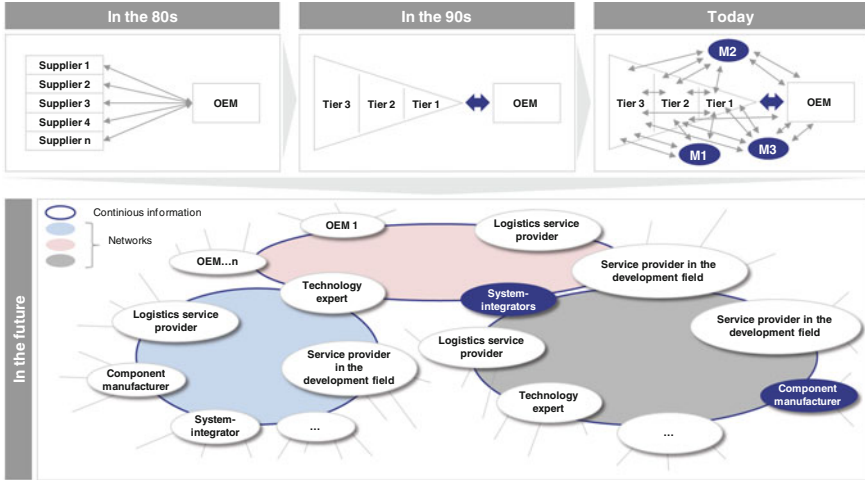 In the 80s
In the 90s
Today
Supplier 1
Supplier 2
Supplier 3
Supplier 4
Supplier n
OEM
Tier 3
Tier 2
Tier 1
OEM
M2
Tier 3
Tier 2
Tier 1
OEM
M1
M3
In the future
Continious information
Networks
OEM 1
Logistics service
provider
OEM...n
Service provider in the
development field
Technology
expert
System-
integrators
Logistics service
provider
Service provider in the
development field
Logistics service
provider
Service provider
in the
development field
Component
manufacturer
Component
manufacturer
Technology
expert
System-
integrator
...
...